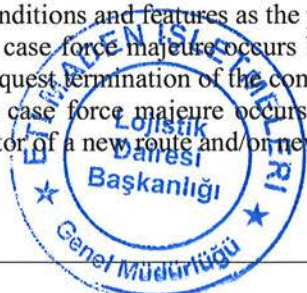 onditions and features as the
case force majeure occurs
quest termination of the con
case force majeure occurs
tor of a new route and/or ne
ETİ MADEN İŞLETMELERİ
Lojistik
Dairesi
Başkanlığı
Genel Müdürlüğü